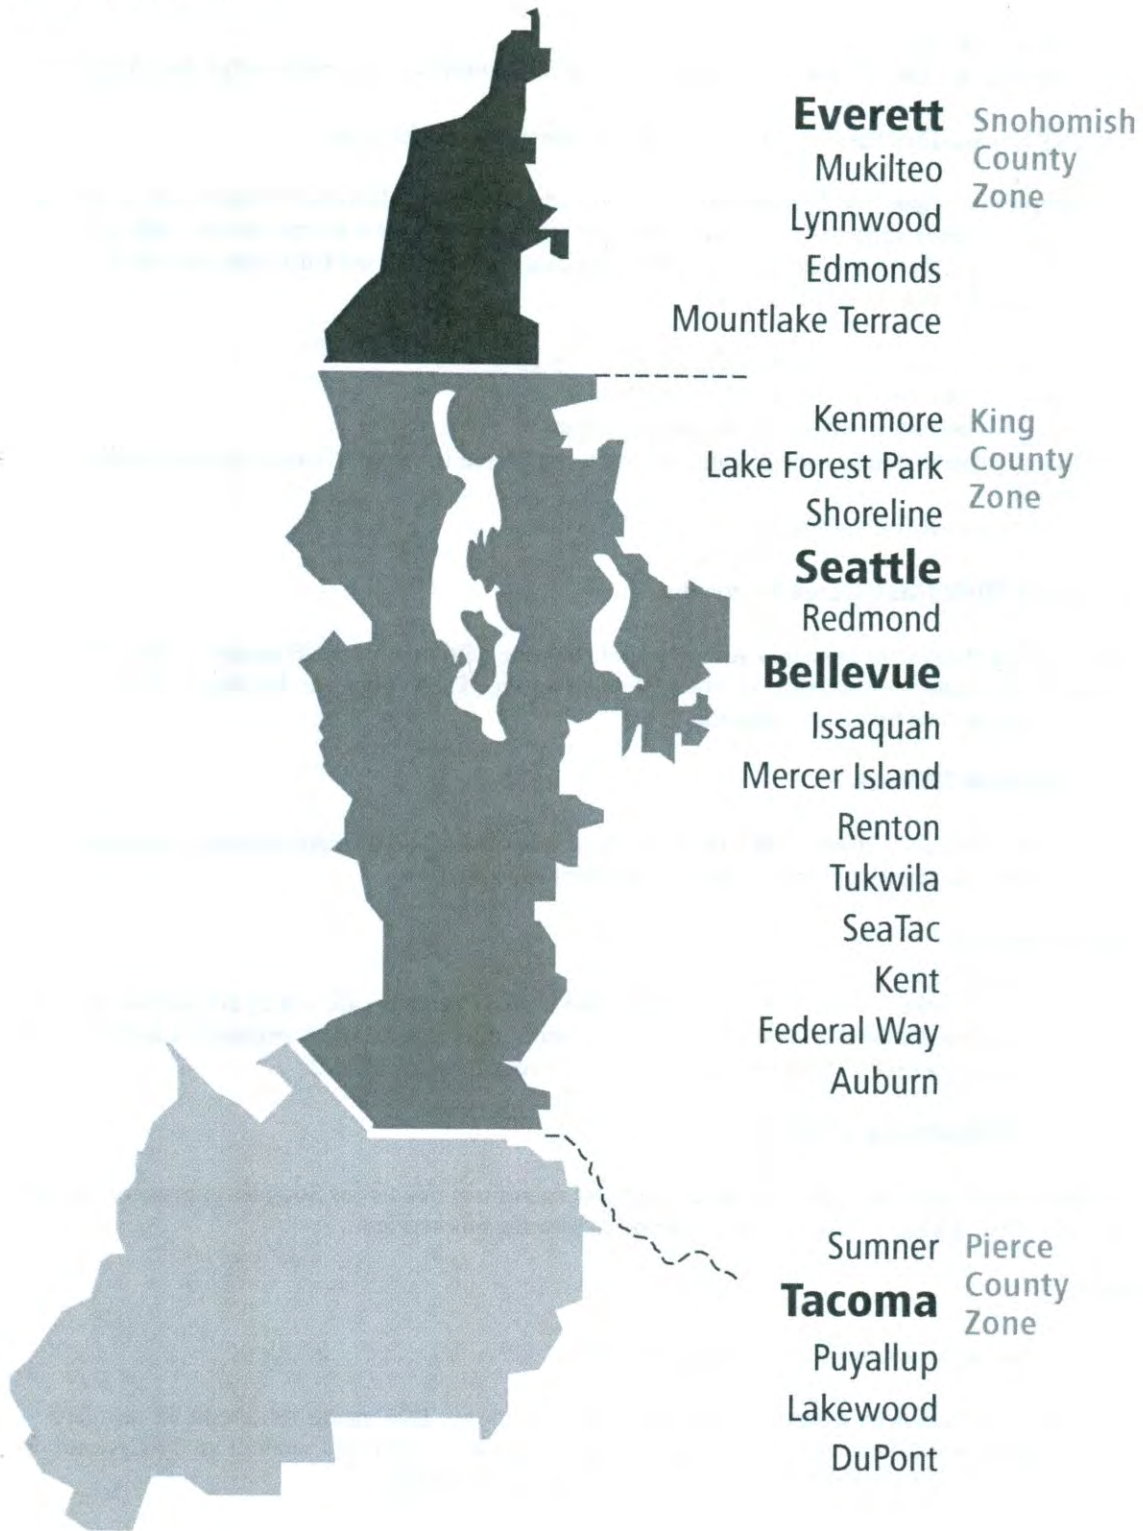 Everett
Snohomish
County
Zone
Mukilteo
Lynnwood
Edmonds
Mountlake Terrace
Kenmore
King
County
Zone
Lake Forest Park
Shoreline
Seattle
Redmond
Bellevue
Issaquah
Mercer Island
Renton
Tukwila
SeaTac
Kent
Federal Way
Auburn
Sumner
Pierce
County
Zone
Tacoma
Puyallup
Lakewood
DuPont